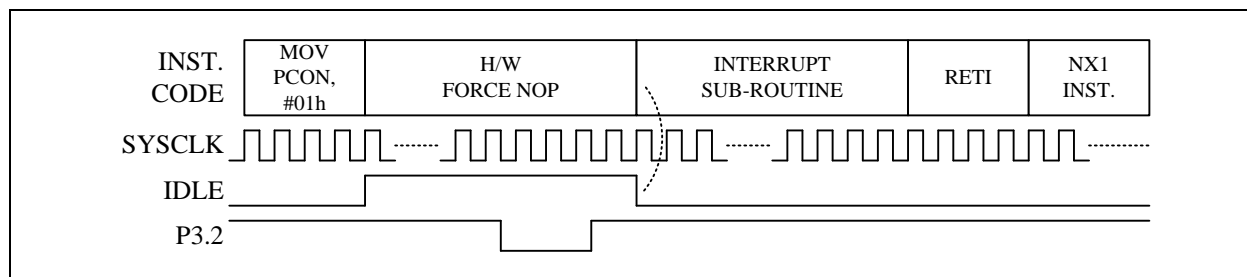 INST.
CODE
MOV
PCON,
#01h
H/W
FORCE NOP
INTERRUPT
SUB-ROUTINE
RETI
NX1
INST.
SYSCLK
IDLE
P3.2